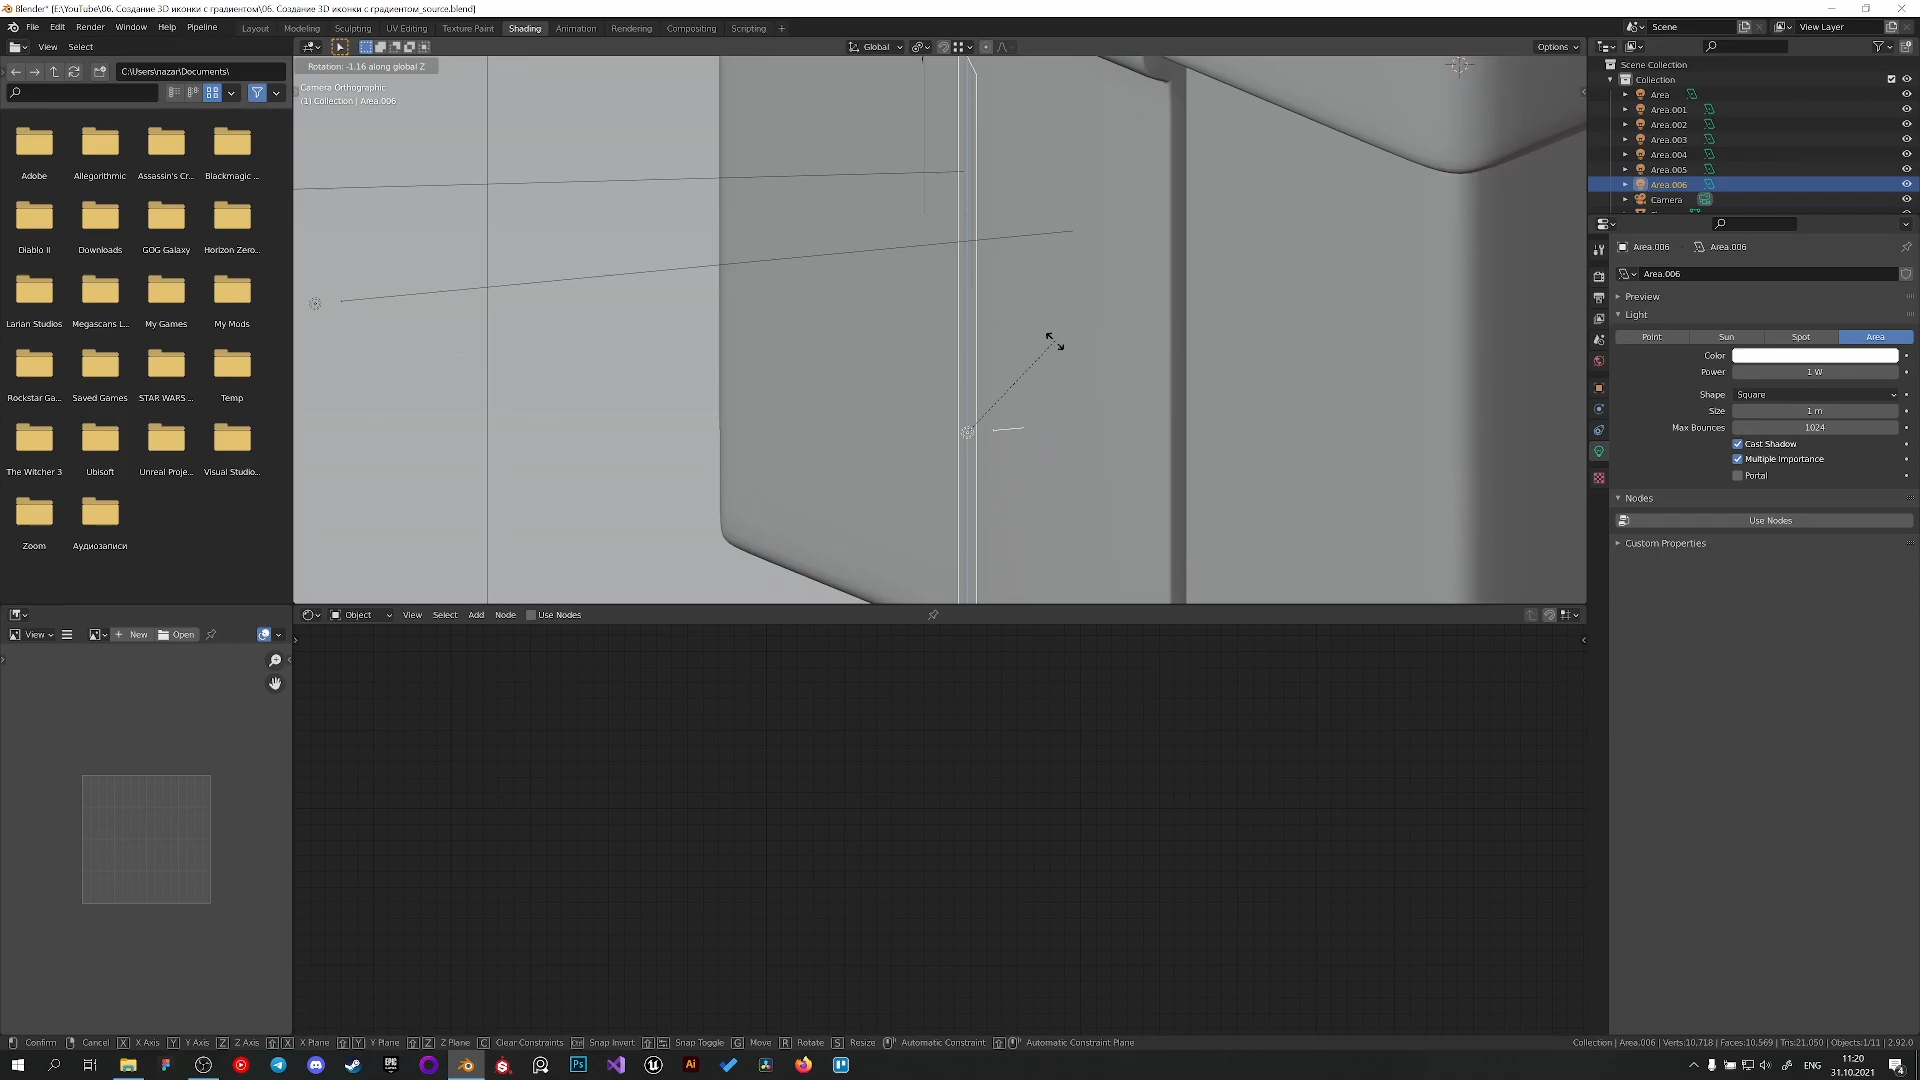 Blender* [E:\YouTube\06. Создание 3D иконки с градиентом\06. Создание 3D иконки с градиентом_source.blend]
File Edit Render Window Help Pipeline
Layout Modeling Sculpting UV Editing Texture Paint Shading Animation Rendering Compositing Scripting +
Scene
View Layer
View Select
Global
Options
C:\Users\nazar\Documents\
Rotation: -1.16 along global Z
Camera Orthographic
(1) Collection | Area.006
Adobe
Allegorithmic
Assassin's Cr...
Blackmagic ...
Diablo II
Downloads
GOG Galaxy
Horizon Zero...
Larian Studios
Megascans L...
My Games
My Mods
Rockstar Ga...
Saved Games
STAR WARS ...
Temp
The Witcher 3
Ubisoft
Unreal Proje...
Visual Studio...
Zoom
Аудиозаписи
Scene Collection
Collection
Area
Area.001
Area.002
Area.003
Area.004
Area.005
Area.006
Camera
Area.006 Area.006
Area.006
Preview
Light
Point Sun Spot Area
Color
Power 1 W
Shape Square
Size 1 m
Max Bounces 1024
Cast Shadow
Multiple Importance
Portal
Nodes
Use Nodes
Custom Properties
View New Open
Object View Select Add Node Use Nodes
Confirm Cancel X X Axis Y Y Axis Z Z Axis X X Plane Y Y Plane Z Z Plane C Clear Constraints Ctrl Snap Invert Snap Toggle G Move R Rotate S Resize Automatic Constraint Automatic Constraint Plane
Collection | Area.006 | Verts:10,718 | Faces:10,569 | Tris:21,050 | Objects:1/11 | 2.92.0
EPIC
Ps
Ai
ENG
11:20
31.10.2021
4